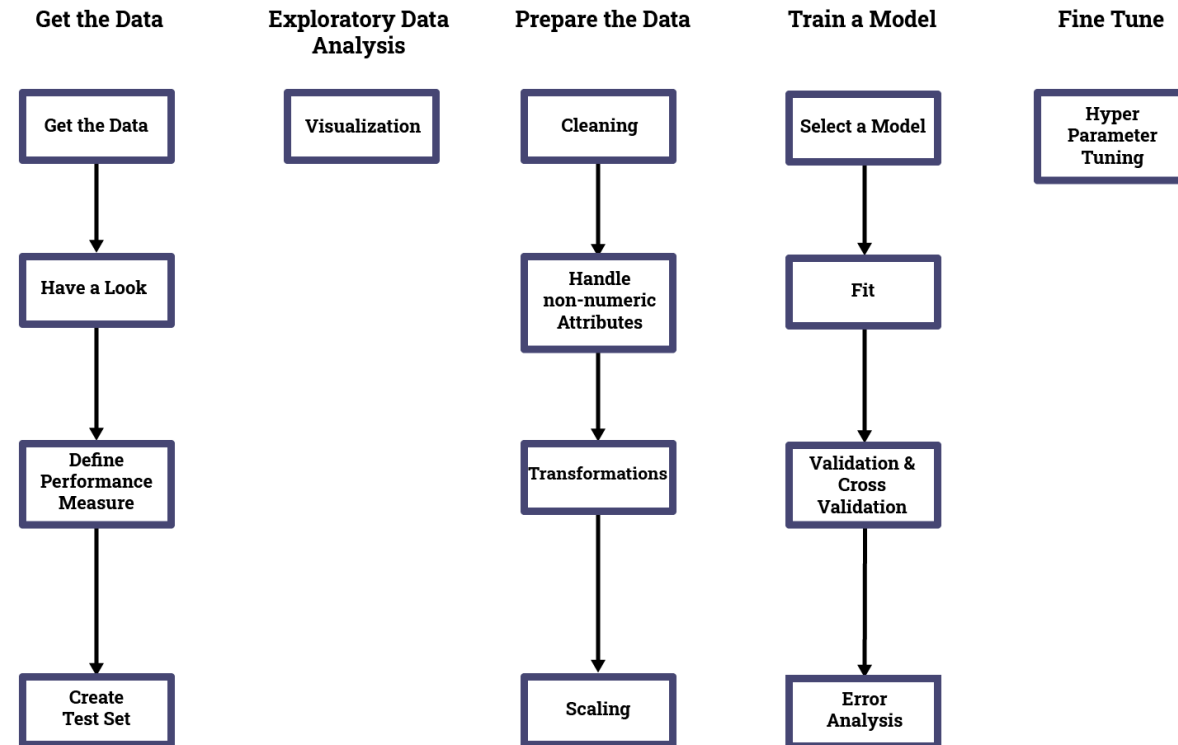 Get the Data
Exploratory Data
Analysis
Prepare the Data
Train a Model
Fine Tune
Get the Data
Have a Look
Define
Performance
Measure
Create
Test Set
Visualization
Cleaning
Handle
non-numeric
Attributes
Transformations
Scaling
Select a Model
Fit
Validation &
Cross
Validation
Error
Analysis
Hyper
Parameter
Tuning